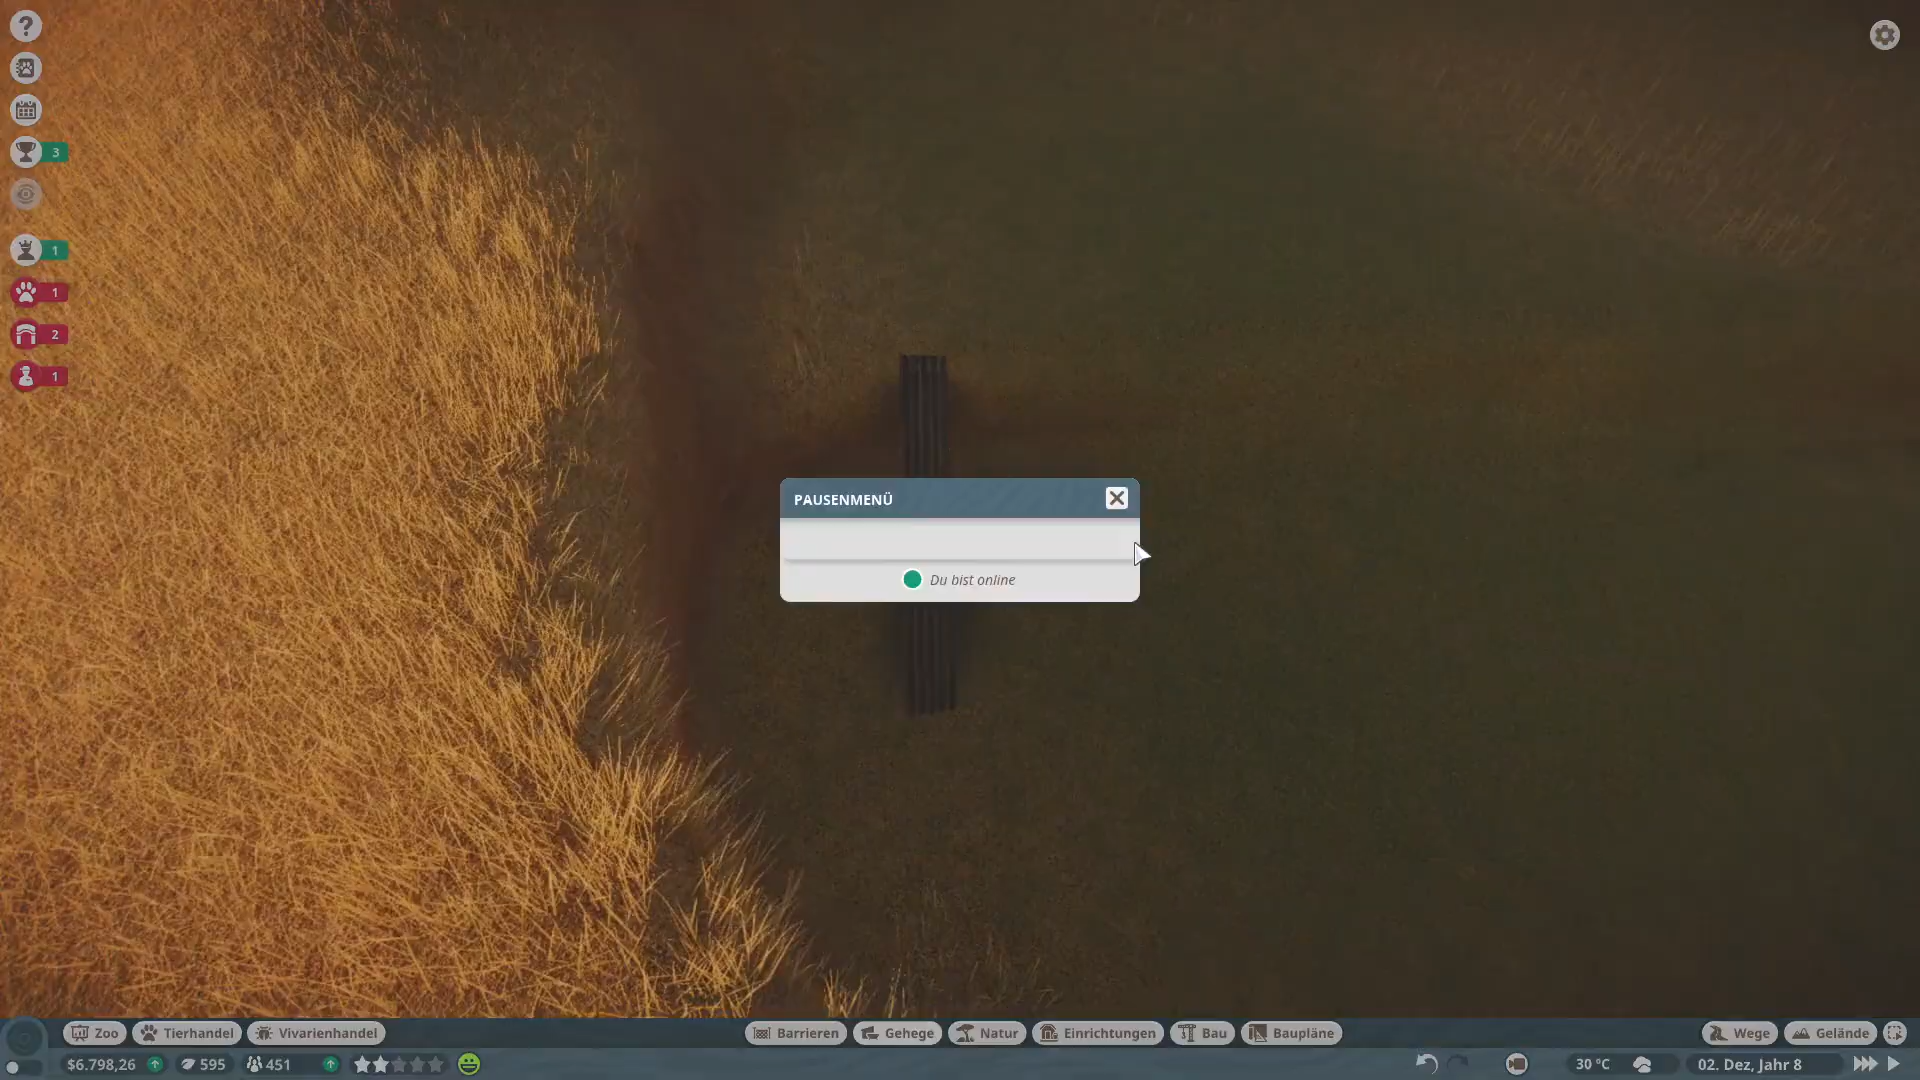 ?
3
1
1
2
1
PAUSENMENÜ
Du bist online
Zoo Tierhandel Vivarienhandel Barrieren Gehege Natur Einrichtungen Bau Baupläne Wege Gelände
$6.798,26 595 451 30 °C 02. Dez, Jahr 8